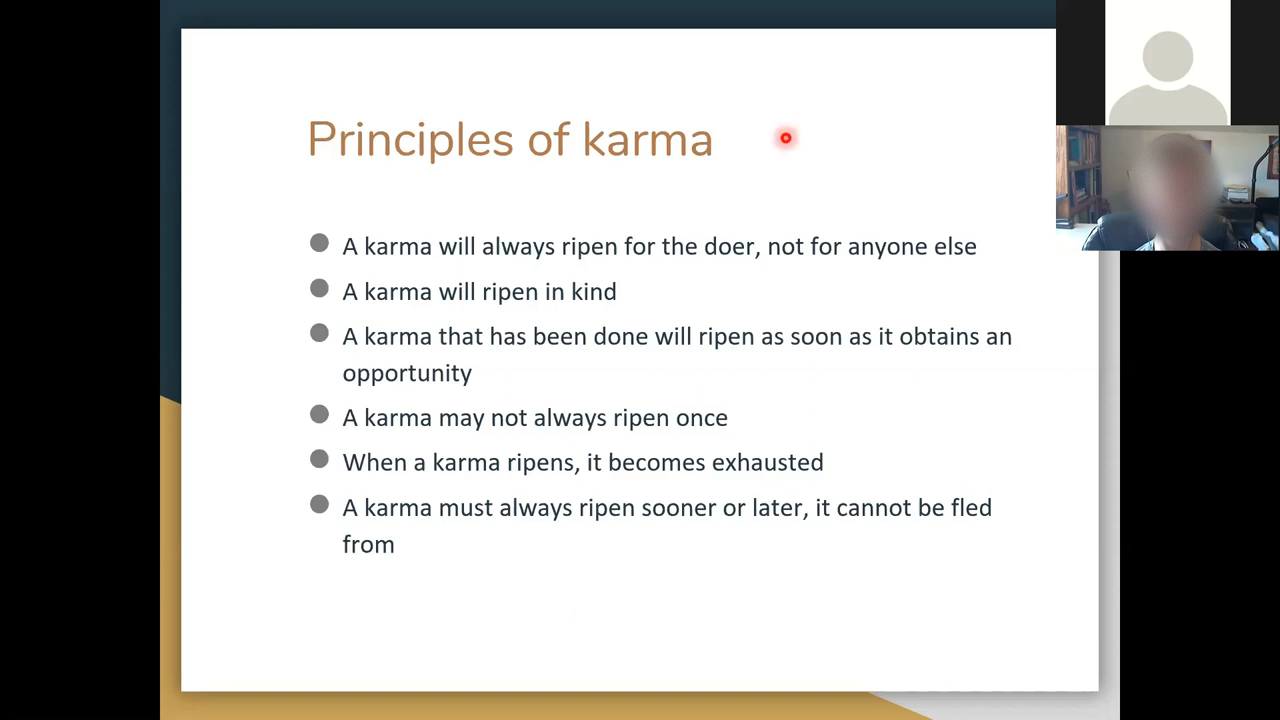 Principles of karma
A karma will always ripen for the doer, not for anyone else
A karma will ripen in kind
A karma that has been done will ripen as soon as it obtains an
opportunity
A karma may not always ripen once
When a karma ripens, it becomes exhausted
A karma must always ripen sooner or later, it cannot be fled
from